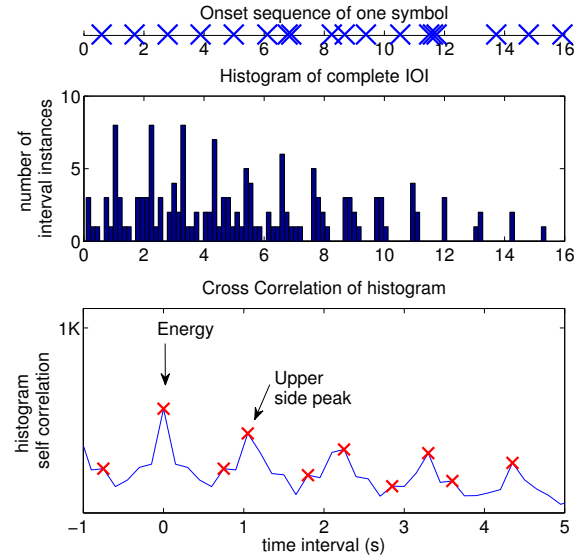 Onset sequence of one symbol
0 2 4 6 8 10 12 14 16
Histogram of complete IOI
number of
interval instances
10
5
0
0 2 4 6 8 10 12 14 16
Cross Correlation of histogram
histogram
self correlation
1K
Energy
Upper
side peak
−1 0 1 2 3 4 5
time interval (s)